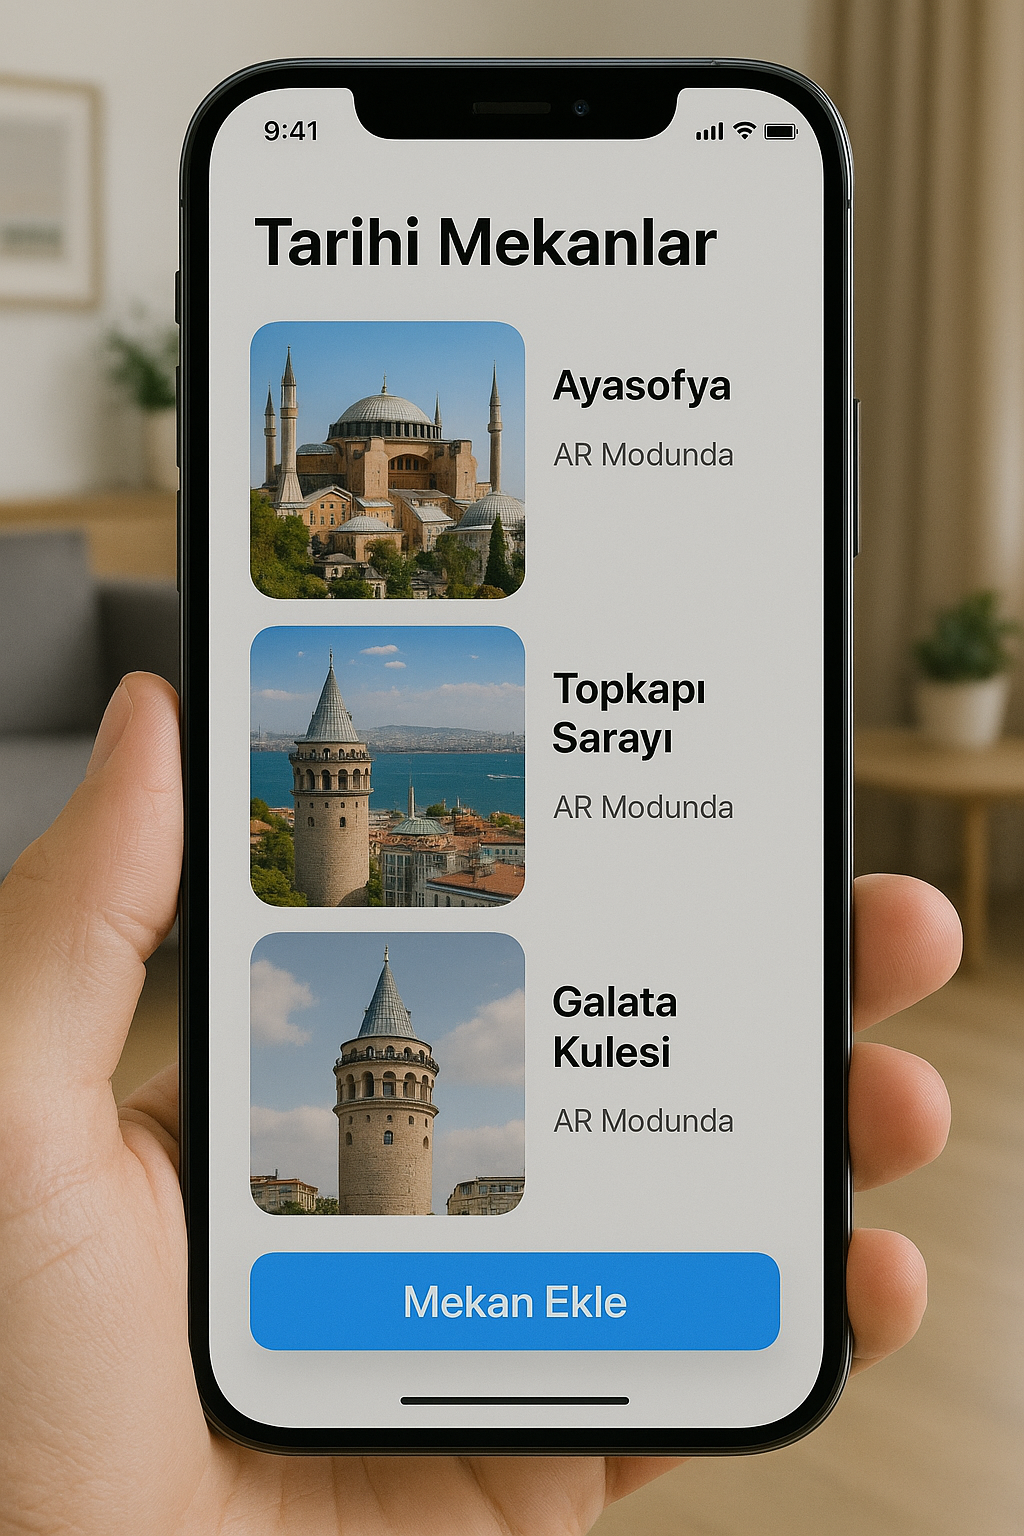 9:41
Tarihi Mekanlar
Ayasofya
AR Modunda
Topkapı
Sarayı
AR Modunda
Galata
Kulesi
AR Modunda
Mekan Ekle